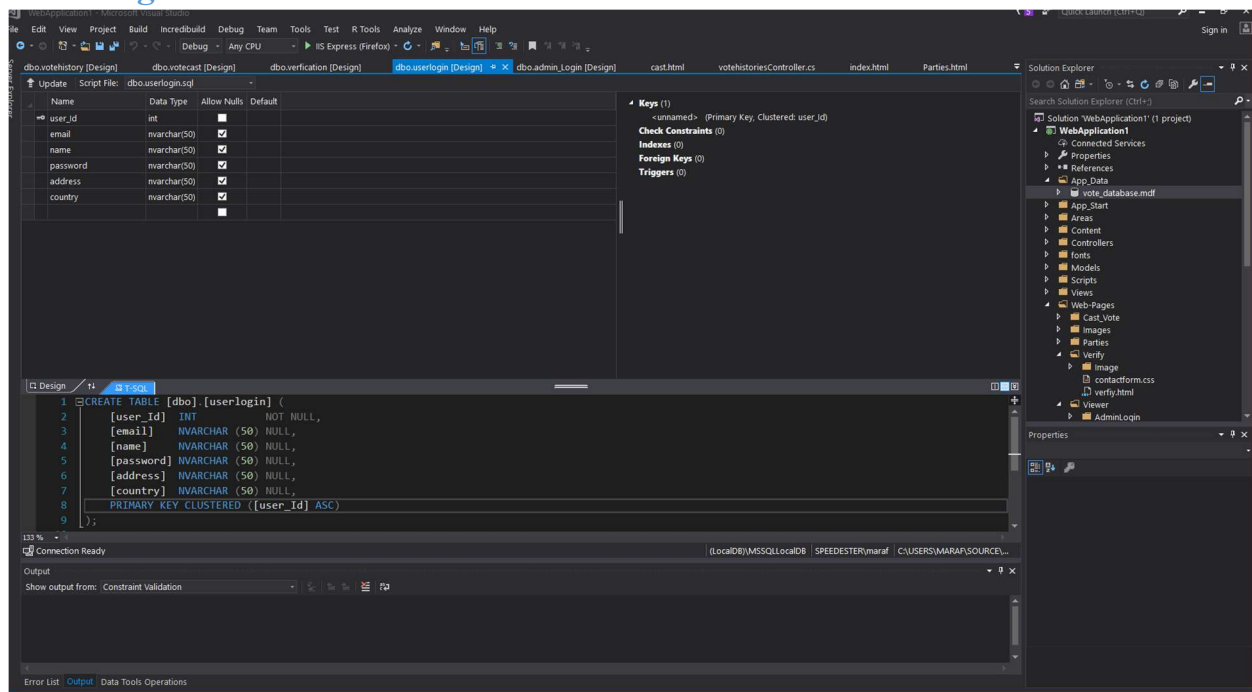 WebApplication1 - Microsoft Visual Studio
5
Quick Launch (Ctrl+Q)
File Edit View Project Build Incredibuild Debug Team Tools Test R Tools Analyze Window Help
Sign in
Debug Any CPU IIS Express (Firefox)
Server Explorer
dbo.votehistory [Design] dbo.votecast [Design] dbo.verfication [Design] dbo.userlogin [Design] dbo.admin_Login [Design] cast.html votehistoriesController.cs index.html Parties.html
Update Script File: dbo.userlogin.sql
Name Data Type Allow Nulls Default
user_Id int
email nvarchar(50)
name nvarchar(50)
password nvarchar(50)
address nvarchar(50)
country nvarchar(50)
Keys (1)
<unnamed> (Primary Key, Clustered: user_Id)
Check Constraints (0)
Indexes (0)
Foreign Keys (0)
Triggers (0)
Design T-SQL
1 CREATE TABLE [dbo].[userlogin] (
2 [user_Id] INT NOT NULL,
3 [email] NVARCHAR (50) NULL,
4 [name] NVARCHAR (50) NULL,
5 [password] NVARCHAR (50) NULL,
6 [address] NVARCHAR (50) NULL,
7 [country] NVARCHAR (50) NULL,
8 PRIMARY KEY CLUSTERED ([user_Id] ASC)
9 );
133 %
Connection Ready (LocalDB)\MSSQLLocalDB SPEEDESTER\maraf C:\USERS\MARAF\SOURCE\...
Output
Show output from: Constraint Validation
Error List Output Data Tools Operations
Solution Explorer
Search Solution Explorer (Ctrl+;)
Solution 'WebApplication1' (1 project)
WebApplication1
Connected Services
Properties
References
App_Data
vote_database.mdf
App_Start
Areas
Content
Controllers
fonts
Models
Scripts
Views
Web-Pages
Cast_Vote
Images
Parties
Verify
Image
contactform.css
verfiy.html
Viewer
AdminLogin
Properties